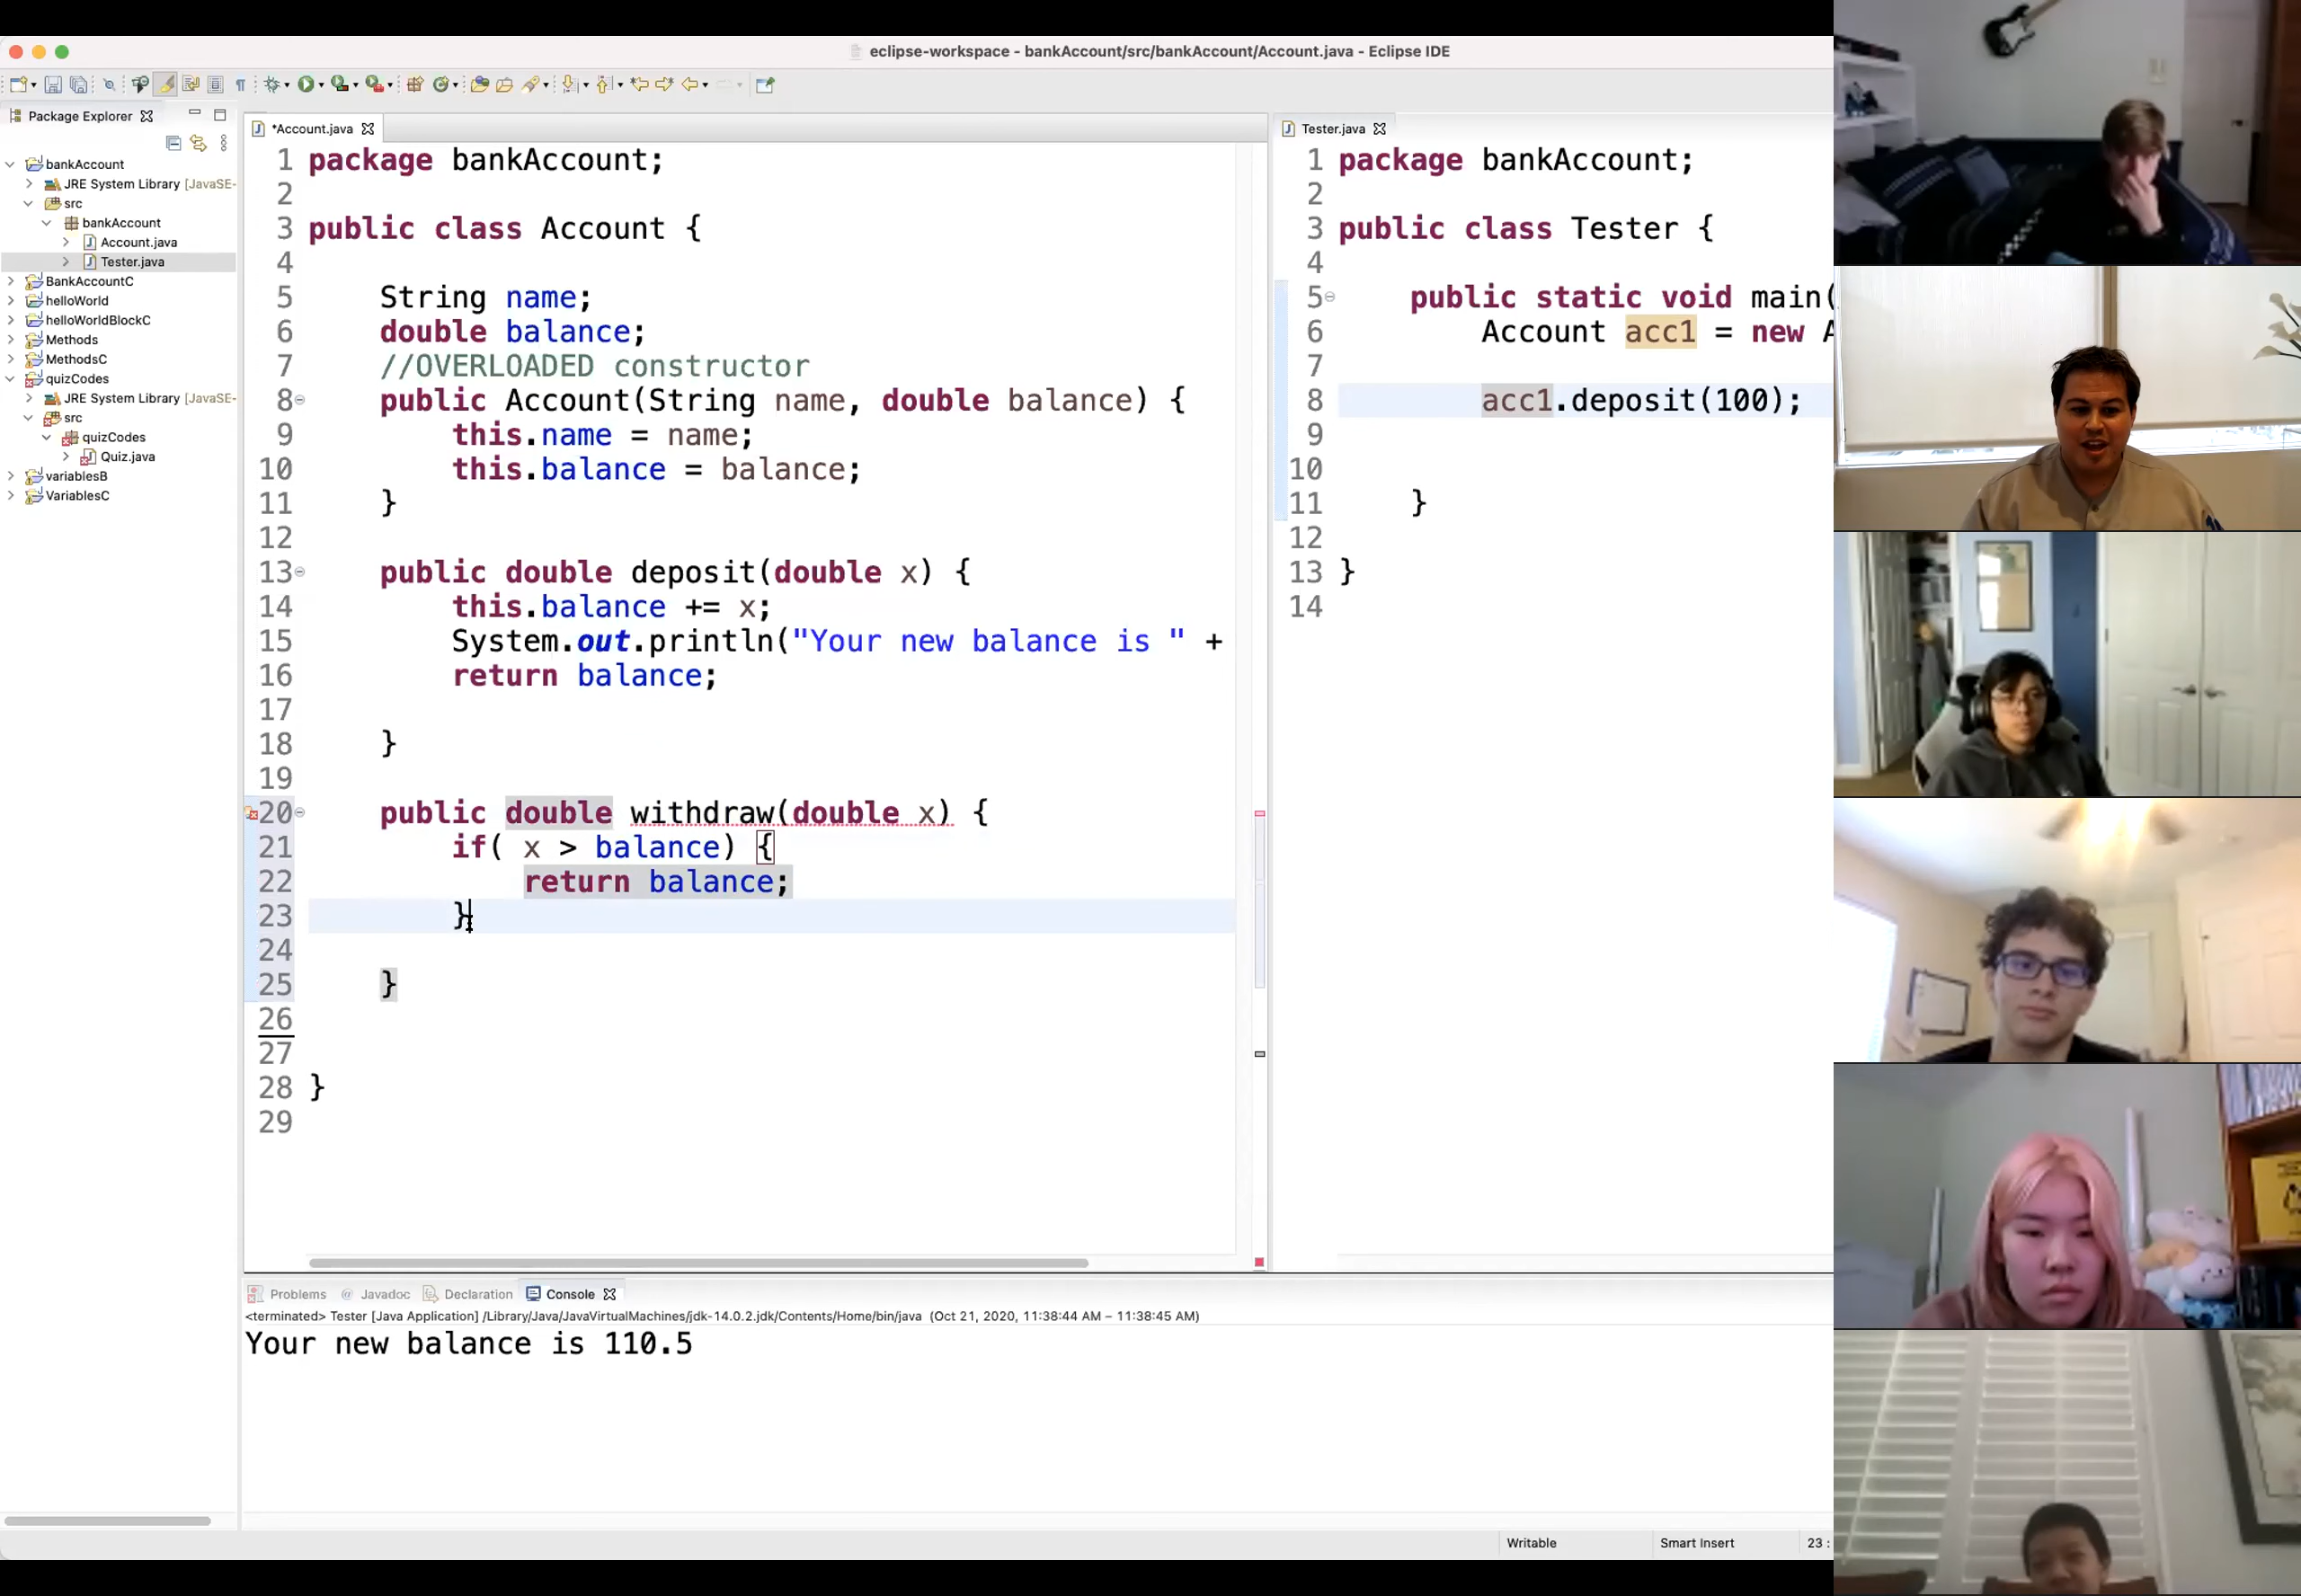 eclipse-workspace - bankAccount/src/bankAccount/Account.java - Eclipse IDE
Package Explorer
bankAccount
JRE System Library [JavaSE-
src
bankAccount
Account.java
Tester.java
BankAccountC
helloWorld
helloWorldBlockC
Methods
MethodsC
quizCodes
JRE System Library [JavaSE-
src
quizCodes
Quiz.java
variablesB
VariablesC
*Account.java
1 package bankAccount;
2
3 public class Account {
4
5 String name;
6 double balance;
7 //OVERLOADED constructor
8 public Account(String name, double balance) {
9 this.name = name;
10 this.balance = balance;
11 }
12
13 public double deposit(double x) {
14 this.balance += x;
15 System.out.println("Your new balance is " +
16 return balance;
17
18 }
19
20 public double withdraw(double x) {
21 if( x > balance) {
22 return balance;
23 }
24
25 }
26
27
28 }
29
Tester.java
1 package bankAccount;
2
3 public class Tester {
4
5 public static void main(
6 Account acc1 = new A
7
8 acc1.deposit(100);
9
10
11 }
12
13 }
14
Problems @ Javadoc Declaration Console
<terminated> Tester [Java Application] /Library/Java/JavaVirtualMachines/jdk-14.0.2.jdk/Contents/Home/bin/java (Oct 21, 2020, 11:38:44 AM – 11:38:45 AM)
Your new balance is 110.5
Writable Smart Insert 23 :